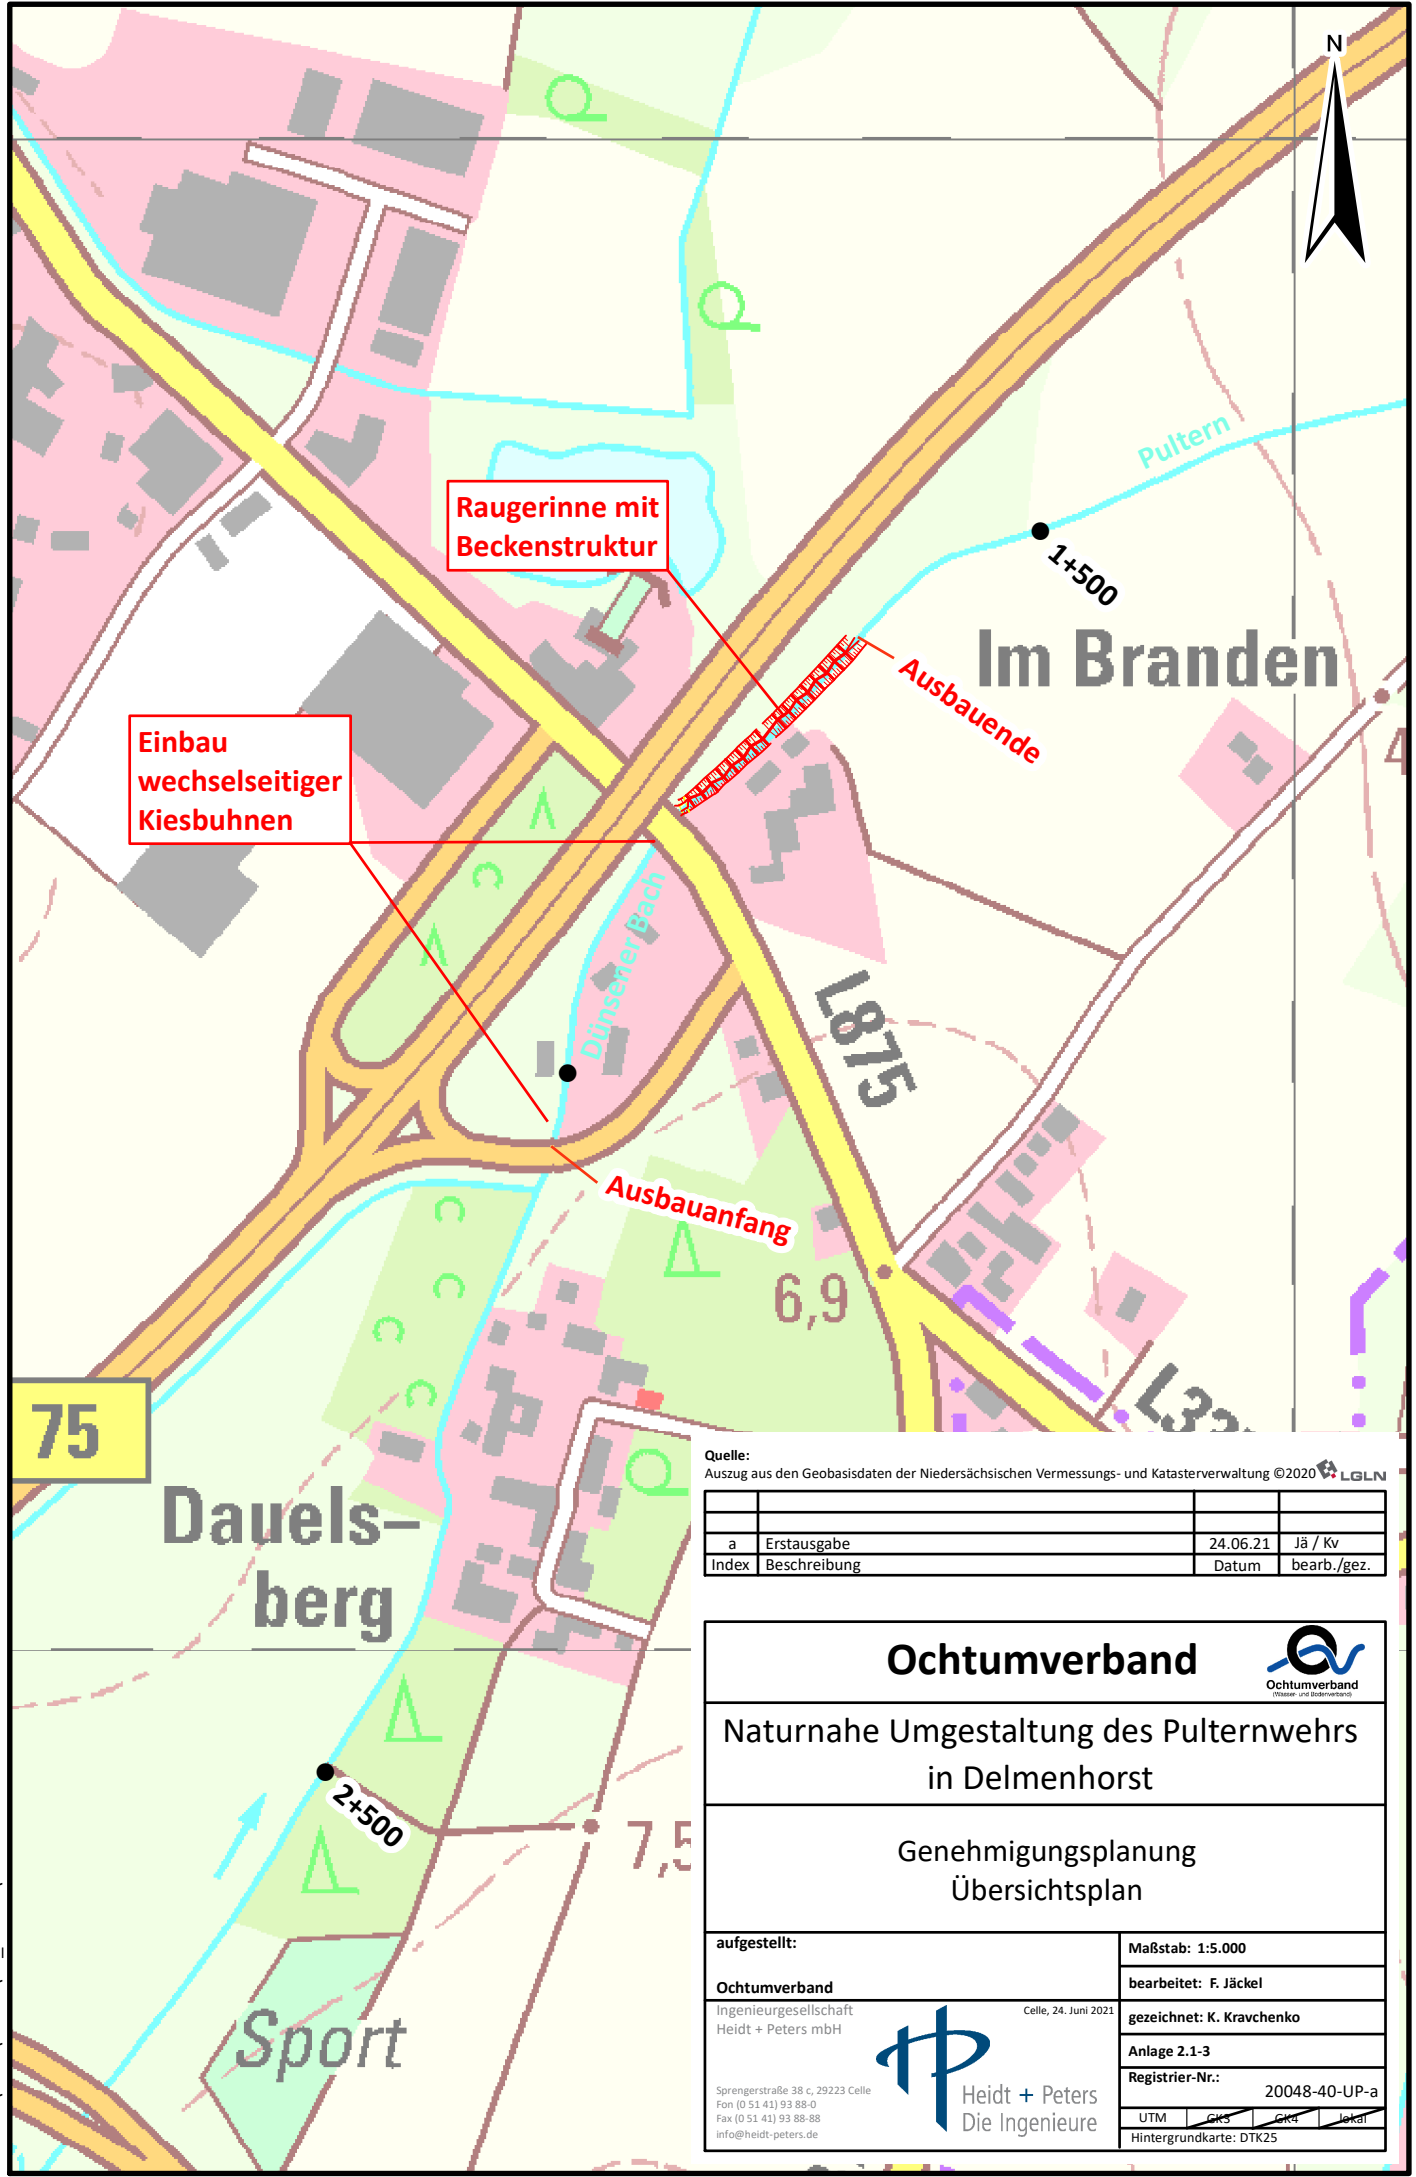 N
Pultern
Raugerinne mit
Beckenstruktur
1+500
Im Branden
Ausbauende
Einbau
wechselseitiger
Kiesbuhnen
4
Dünsener Bach
L875
Ausbauanfang
6,9
75
L33
Dauels–
berg
2+500
7,5
Sport
Quelle:
Auszug aus den Geobasisdaten der Niedersächsischen Vermessungs- und Katasterverwaltung ©2020 LGLN
a Erstausgabe 24.06.21 Jä / Kv
Index Beschreibung Datum bearb./gez.
Ochtumverband
Ochtumverband
(Wasser- und Bodenverband)
Naturnahe Umgestaltung des Pulternwehrs
in Delmenhorst
Genehmigungsplanung
Übersichtsplan
aufgestellt:
Ochtumverband
Maßstab: 1:5.000
bearbeitet: F. Jäckel
gezeichnet: K. Kravchenko
Anlage 2.1-3
Registrier-Nr.:
20048-40-UP-a
UTM GK3 GK4 lokal
Hintergrundkarte: DTK25
Ingenieurgesellschaft
Heidt + Peters mbH
Celle, 24. Juni 2021
Sprengerstraße 38 c, 29223 Celle
Fon (0 51 41) 93 88-0
Fax (0 51 41) 93 88-88
info@heidt-peters.de
Heidt + Peters
Die Ingenieure